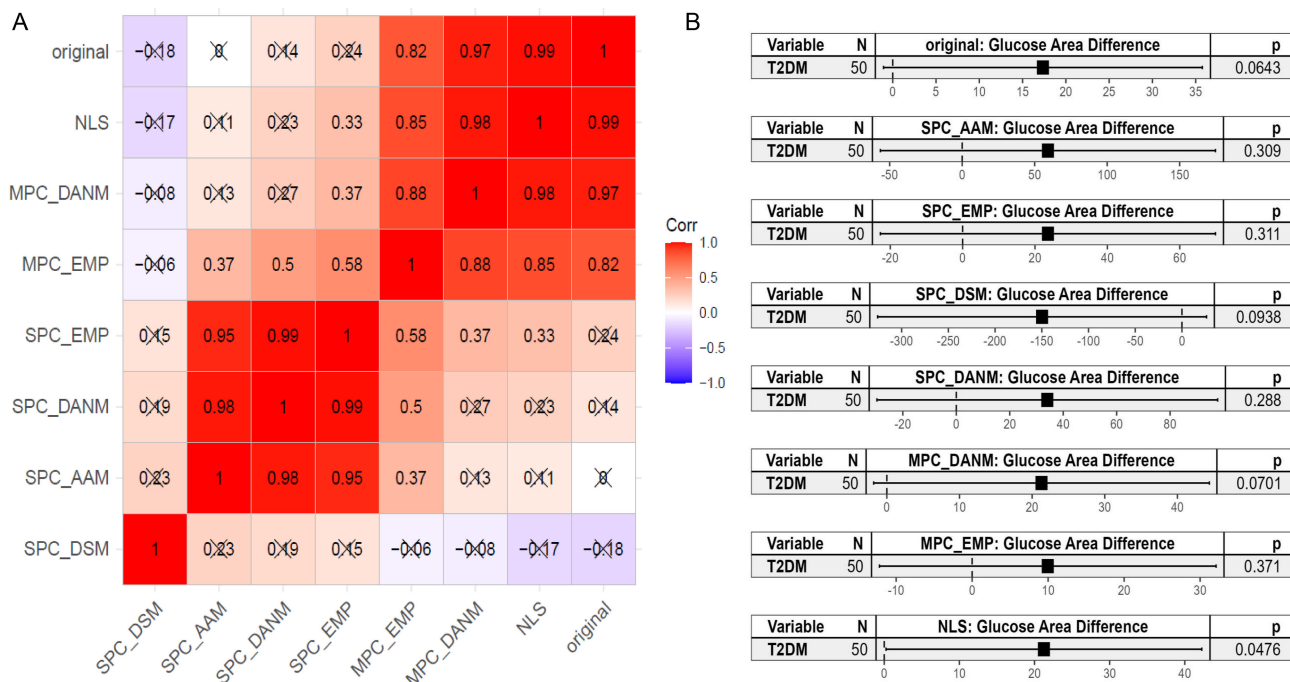 A
original −0.18 0 0.14 0.24 0.82 0.97 0.99 1
NLS −0.17 0.11 0.23 0.33 0.85 0.98 1 0.99
MPC_DANM −0.08 0.13 0.27 0.37 0.88 1 0.98 0.97
MPC_EMP −0.06 0.37 0.5 0.58 1 0.88 0.85 0.82
SPC_EMP 0.15 0.95 0.99 1 0.58 0.37 0.33 0.24
SPC_DANM 0.19 0.98 1 0.99 0.5 0.27 0.23 0.14
SPC_AAM 0.23 1 0.98 0.95 0.37 0.13 0.11 0
SPC_DSM 1 0.23 0.19 0.15 −0.06 −0.08 −0.17 −0.18
SPC_DSM SPC_AAM SPC_DANM SPC_EMP MPC_EMP MPC_DANM NLS original
Corr
1.0
0.5
0.0
−0.5
−1.0
B
Variable N original: Glucose Area Difference p
T2DM 50 0.0643
0 5 10 15 20 25 30 35
Variable N SPC_AAM: Glucose Area Difference p
T2DM 50 0.309
-50 0 50 100 150
Variable N SPC_EMP: Glucose Area Difference p
T2DM 50 0.311
-20 0 20 40 60
Variable N SPC_DSM: Glucose Area Difference p
T2DM 50 0.0938
-300 -200 -150 -100 -50 0
Variable N SPC_DANM: Glucose Area Difference p
T2DM 50 0.288
-20 0 20 40 60 80
Variable N MPC_DANM: Glucose Area Difference p
T2DM 50 0.0701
0 10 20 30 40
Variable N MPC_EMP: Glucose Area Difference p
T2DM 50 0.371
-10 0 10 20 30
Variable N NLS: Glucose Area Difference p
T2DM 50 0.0476
0 10 20 30 40